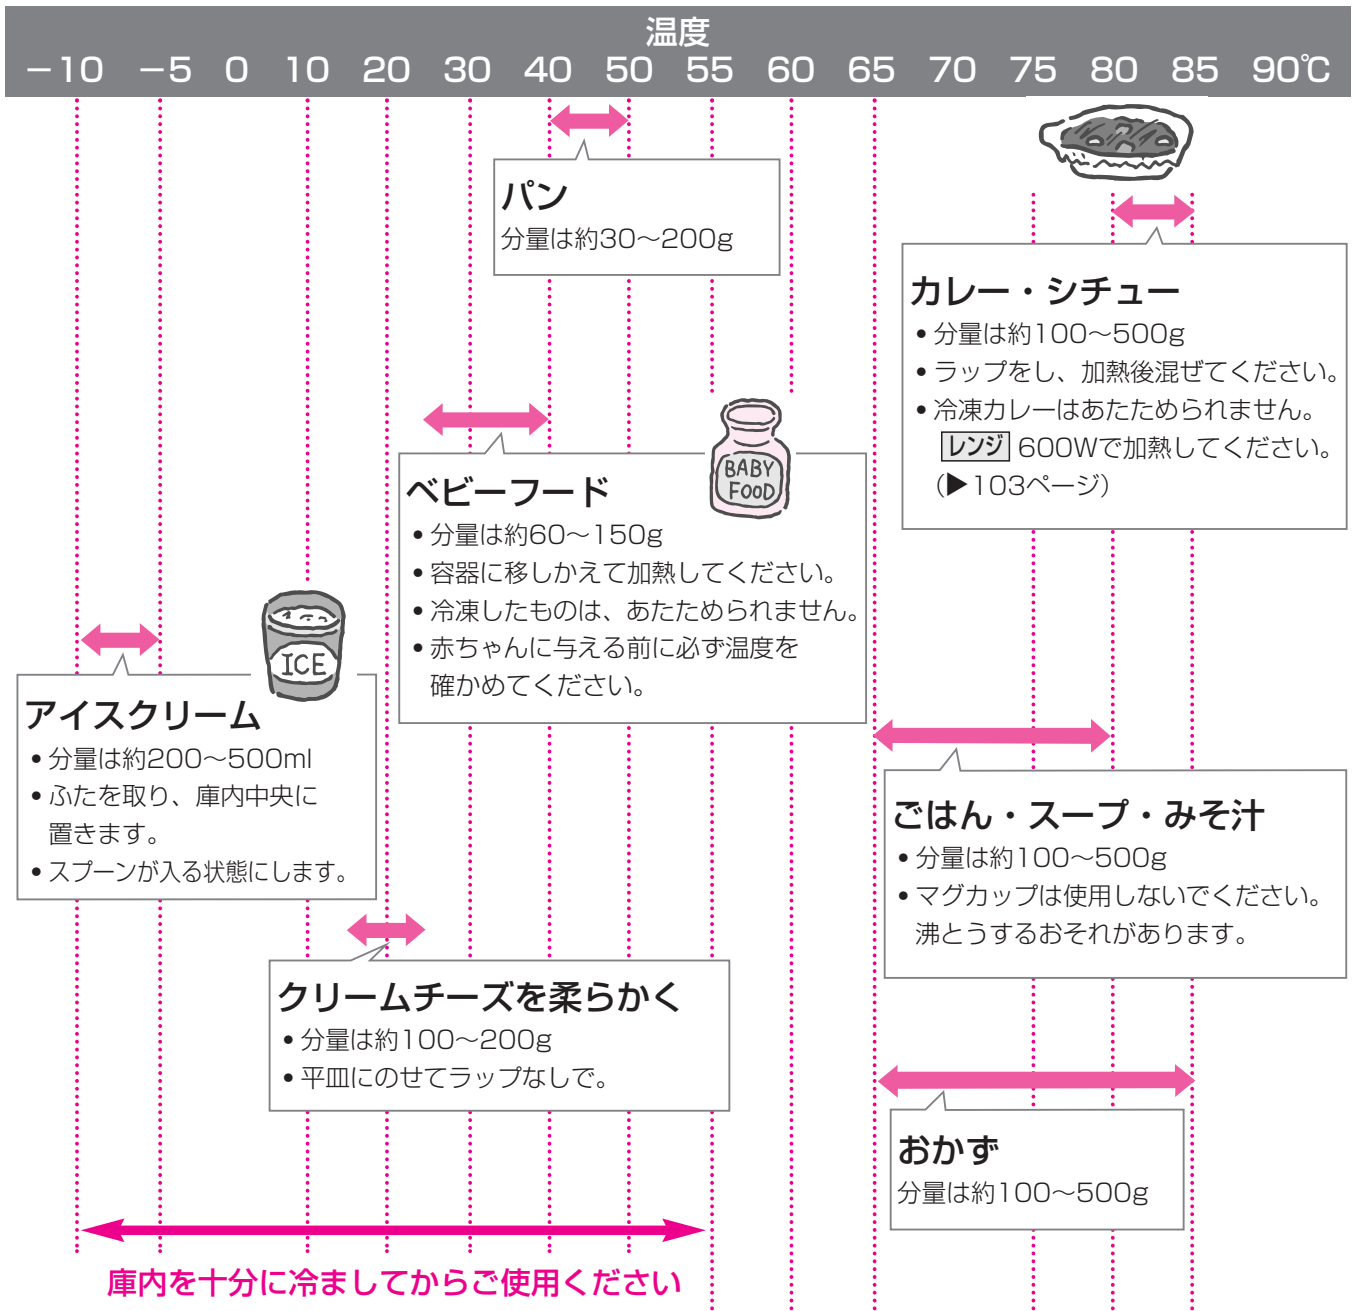 温度
−10 −5 0 10 20 30 40 50 55 60 65 70 75 80 85 90℃
パン
分量は約30〜200g
カレー・シチュー
•分量は約100〜500g
•ラップをし、加熱後混ぜてください。
•冷凍カレーはあたためられません。
レンジ 600Wで加熱してください。
(▶103ページ)
BABY
FOOD
ベビーフード
•分量は約60〜150g
•容器に移しかえて加熱してください。
•冷凍したものは、あたためられません。
•赤ちゃんに与える前に必ず温度を
確かめてください。
ICE
アイスクリーム
•分量は約200〜500ml
•ふたを取り、庫内中央に
置きます。
•スプーンが入る状態にします。
ごはん・スープ・みそ汁
•分量は約100〜500g
•マグカップは使用しないでください。
沸とうするおそれがあります。
クリームチーズを柔らかく
•分量は約100〜200g
•平皿にのせてラップなしで。
おかず
分量は約100〜500g
庫内を十分に冷ましてからご使用ください